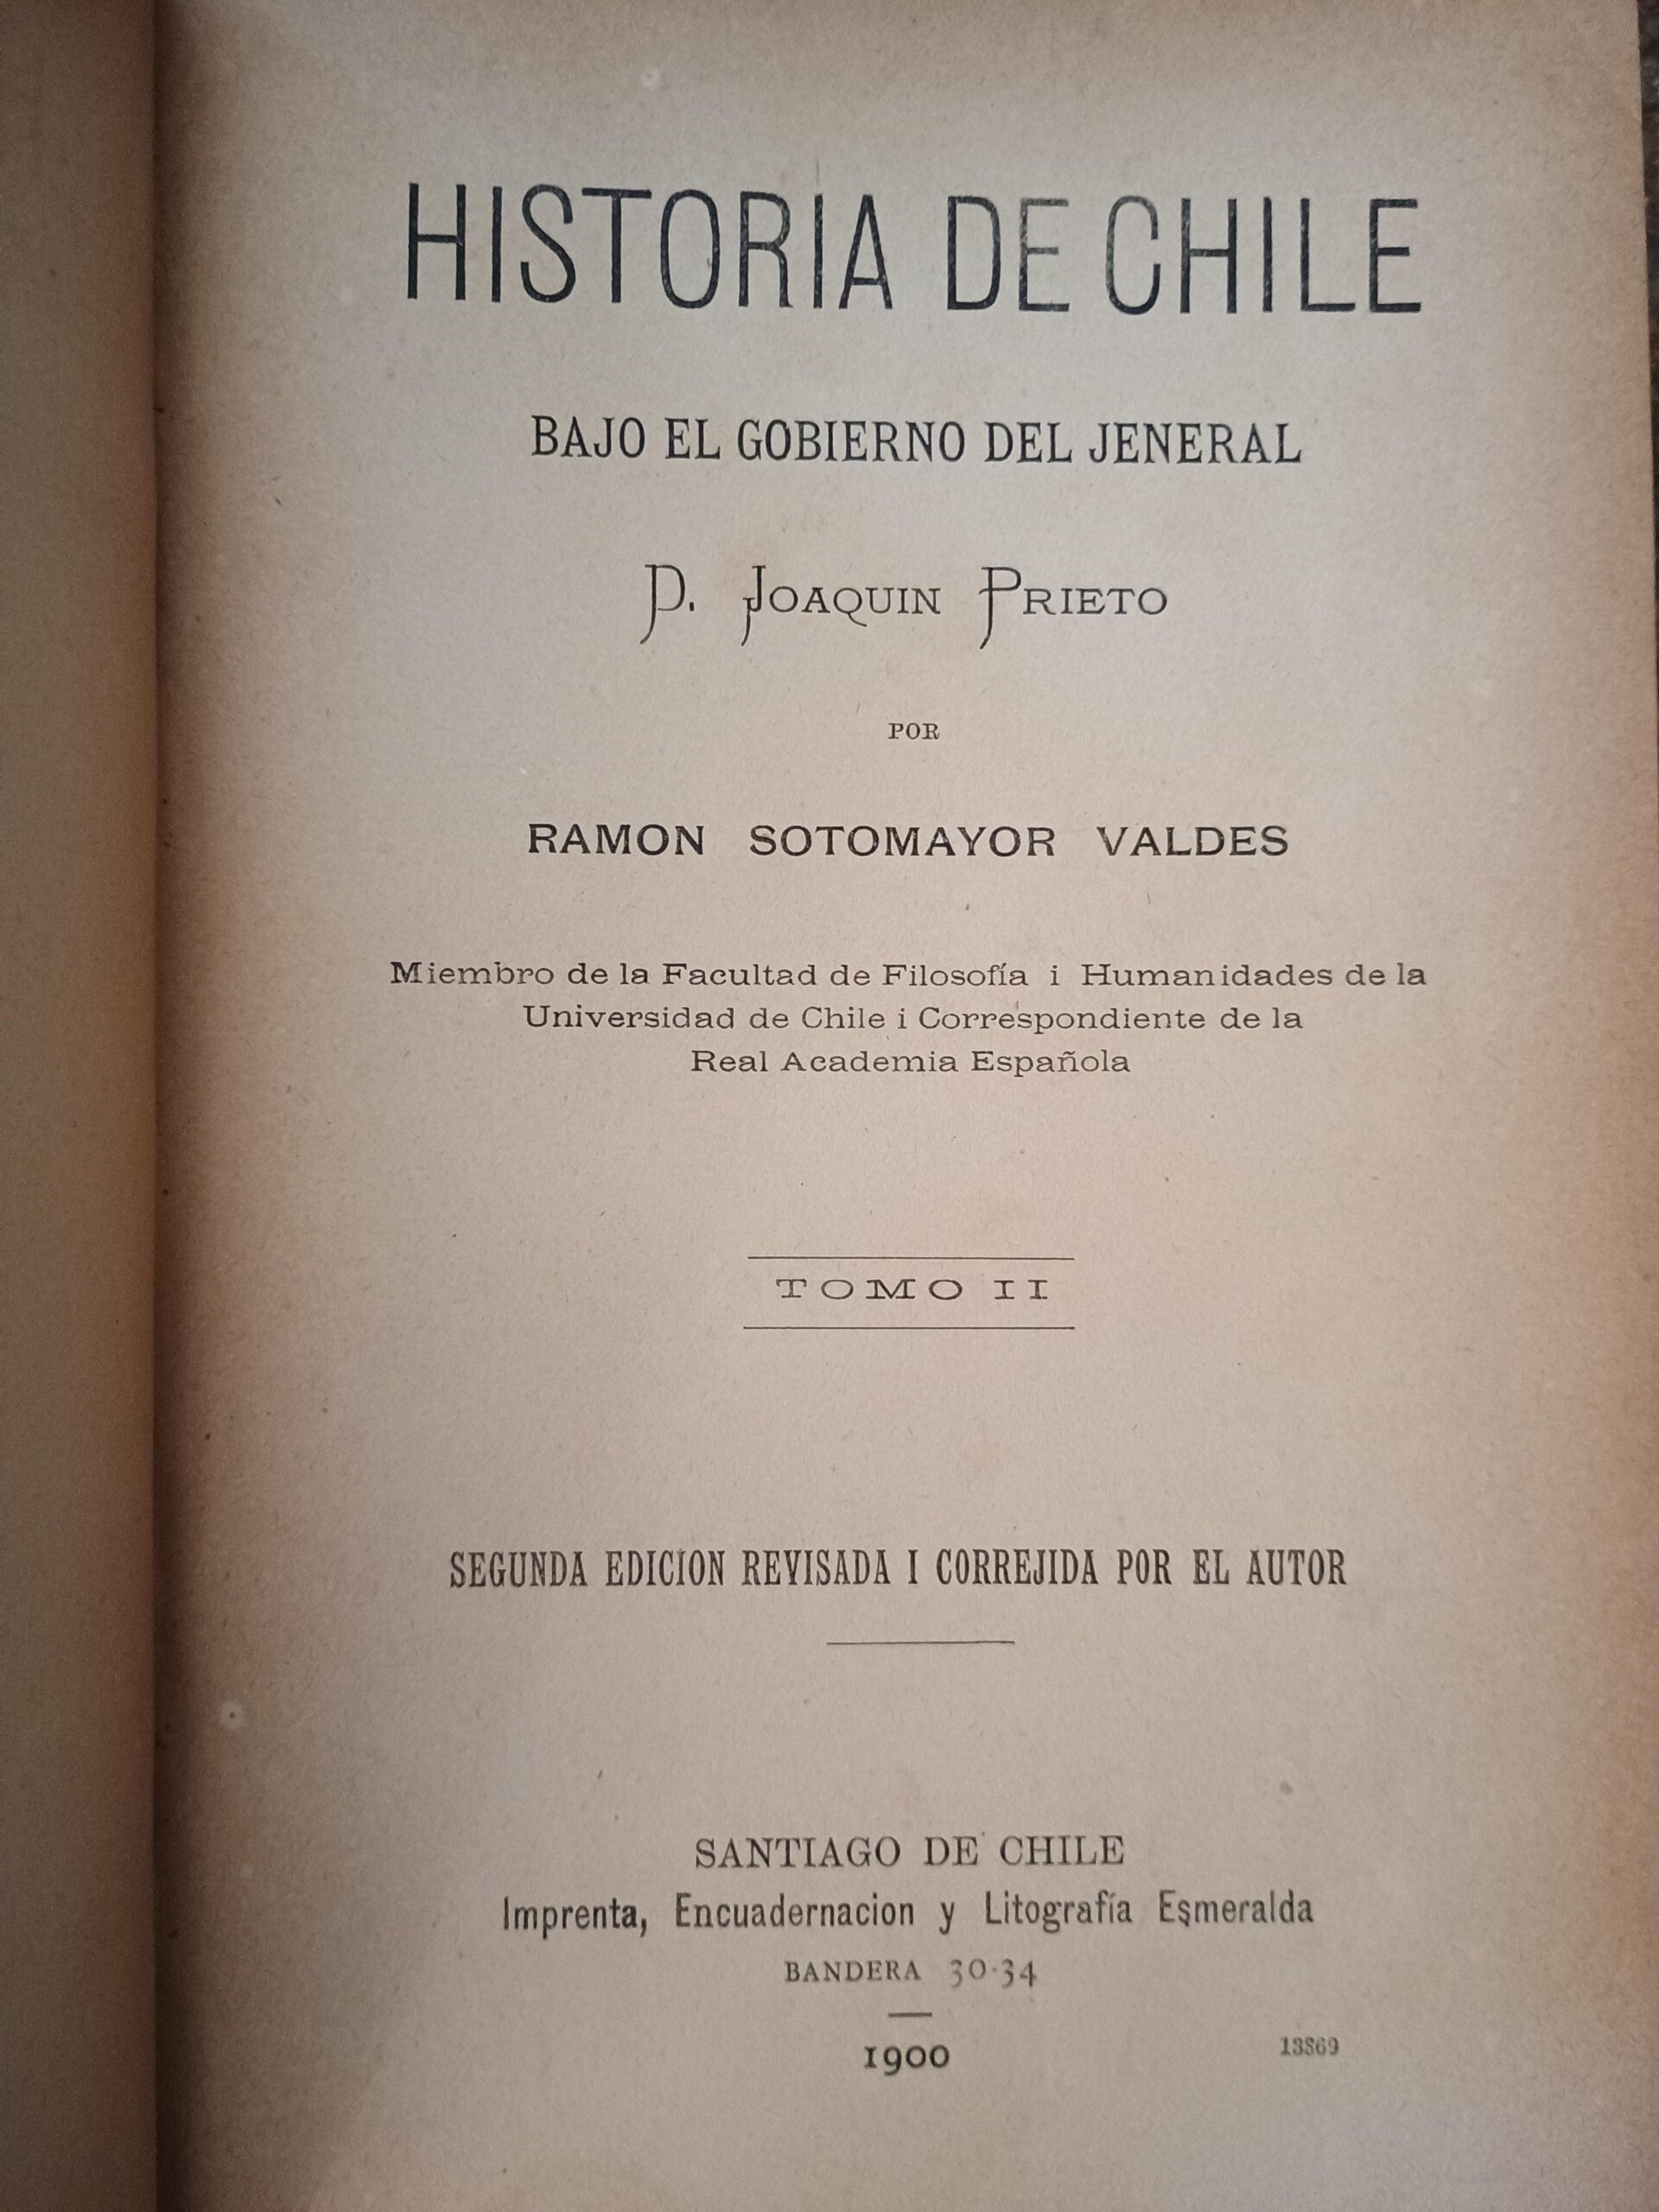 HISTORIA DE CHILE
BAJO EL GOBIERNO DEL JENERAL
D. JOAQUIN PRIETO
POR
RAMON SOTOMAYOR VALDES
Miembro de la Facultad de Filosofía i Humanidades de la
Universidad de Chile i Correspondiente de la
Real Academia Española
TOMO II
SEGUNDA EDICION REVISADA I CORREJIDA POR EL AUTOR
SANTIAGO DE CHILE
Imprenta, Encuadernacion y Litografía Esmeralda
BANDERA 30-34
1900
13869